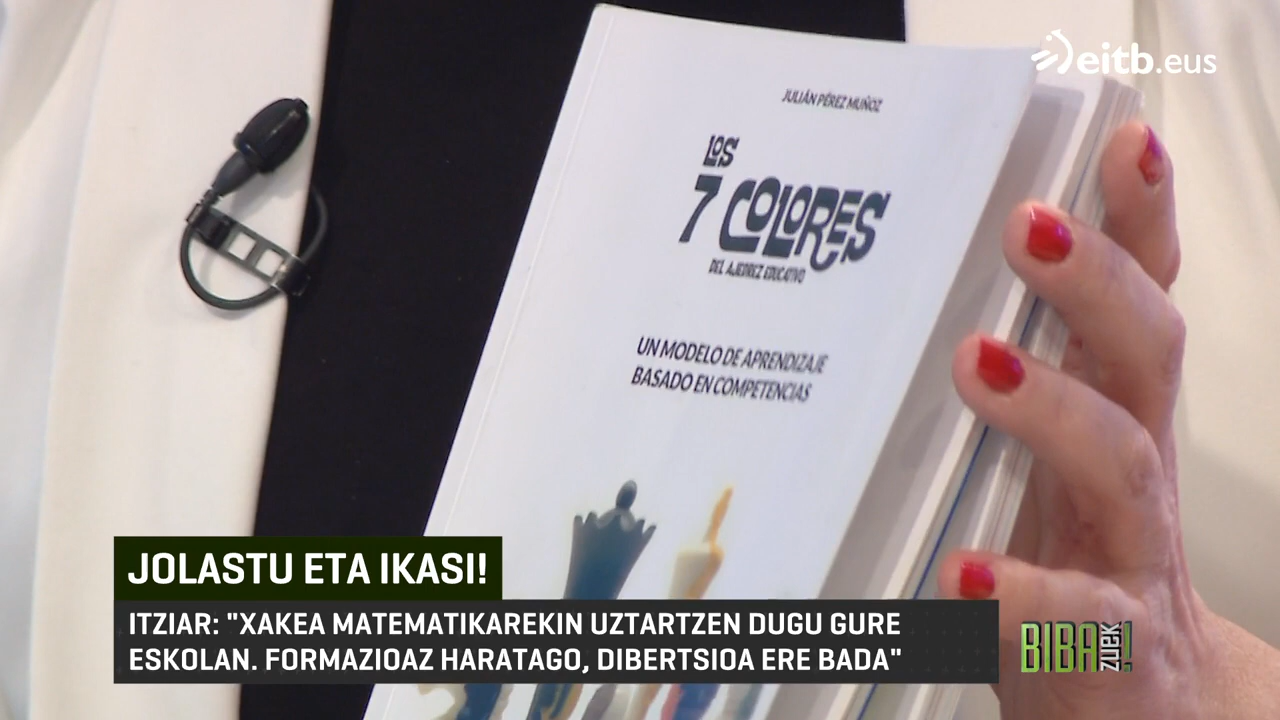 eitb.eus
JULIÁN PÉREZ MUÑOZ
LOS
7 COLORES
DEL AJEDREZ EDUCATIVO
UN MODELO DE APRENDIZAJE
BASADO EN COMPETENCIAS
JOLASTU ETA IKASI!
ITZIAR: "XAKEA MATEMATIKAREKIN UZTARTZEN DUGU GURE
ESKOLAN. FORMAZIOAZ HARATAGO, DIBERTSIOA ERE BADA"
BIBA ZUEK!